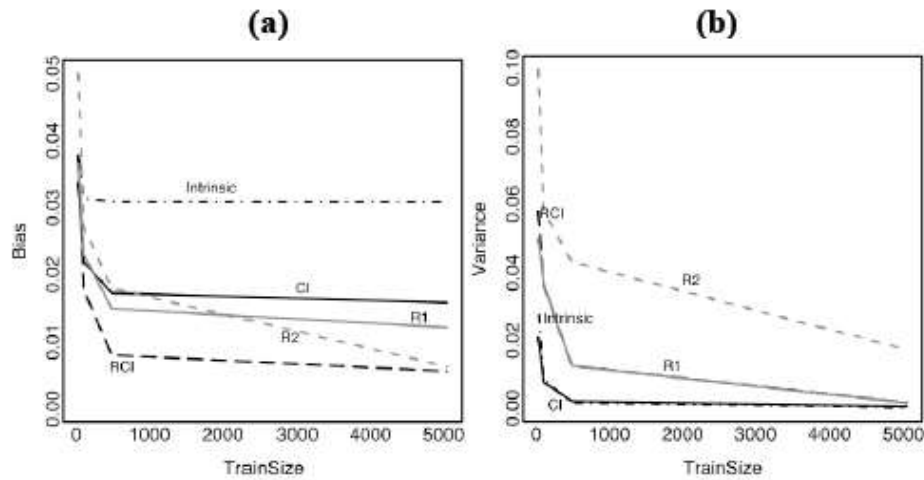 (a)
Bias
0.00 0.01 0.02 0.03 0.04 0.05
Intrinsic
CI
R1
R2
RCI
0 1000 2000 3000 4000 5000
TrainSize
(b)
Variance
0.00 0.02 0.04 0.06 0.08 0.10
RCI
R2
Intrinsic
R1
CI
0 1000 2000 3000 4000 5000
TrainSize